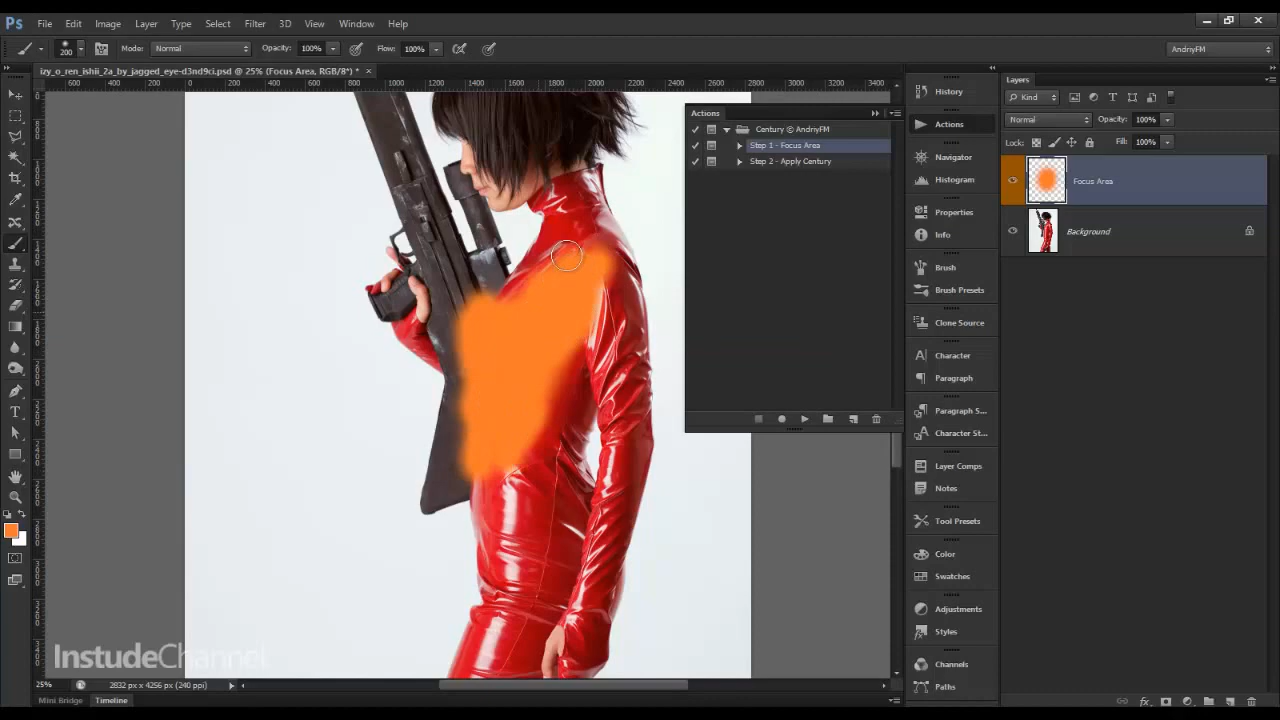 Ps File Edit Image Layer Type Select Filter 3D View Window Help
200 Mode: Normal Opacity: 100% Flow: 100% AndriyFM
izy_o_ren_ishii_2a_by_jagged_eye-d3nd9ci.psd @ 25% (Focus Area, RGB/8*) * ×
600 400 200 0 200 400 600 800 1000 1200 1400 1600 1800 2000 2200 2400 2600 2800 3000 3200 3400
Actions
Century © AndriyFM
Step 1 - Focus Area
Step 2 - Apply Century
History
Actions
Navigator
Histogram
Properties
Info
Brush
Brush Presets
Clone Source
Character
Paragraph
Paragraph S...
Character St...
Layer Comps
Notes
Tool Presets
Color
Swatches
Adjustments
Styles
Channels
Paths
Layers
Kind
Normal Opacity: 100%
Lock: Fill: 100%
Focus Area
Background
InstudeChannel
25% 2832 px x 4256 px (240 ppi)
Mini Bridge Timeline